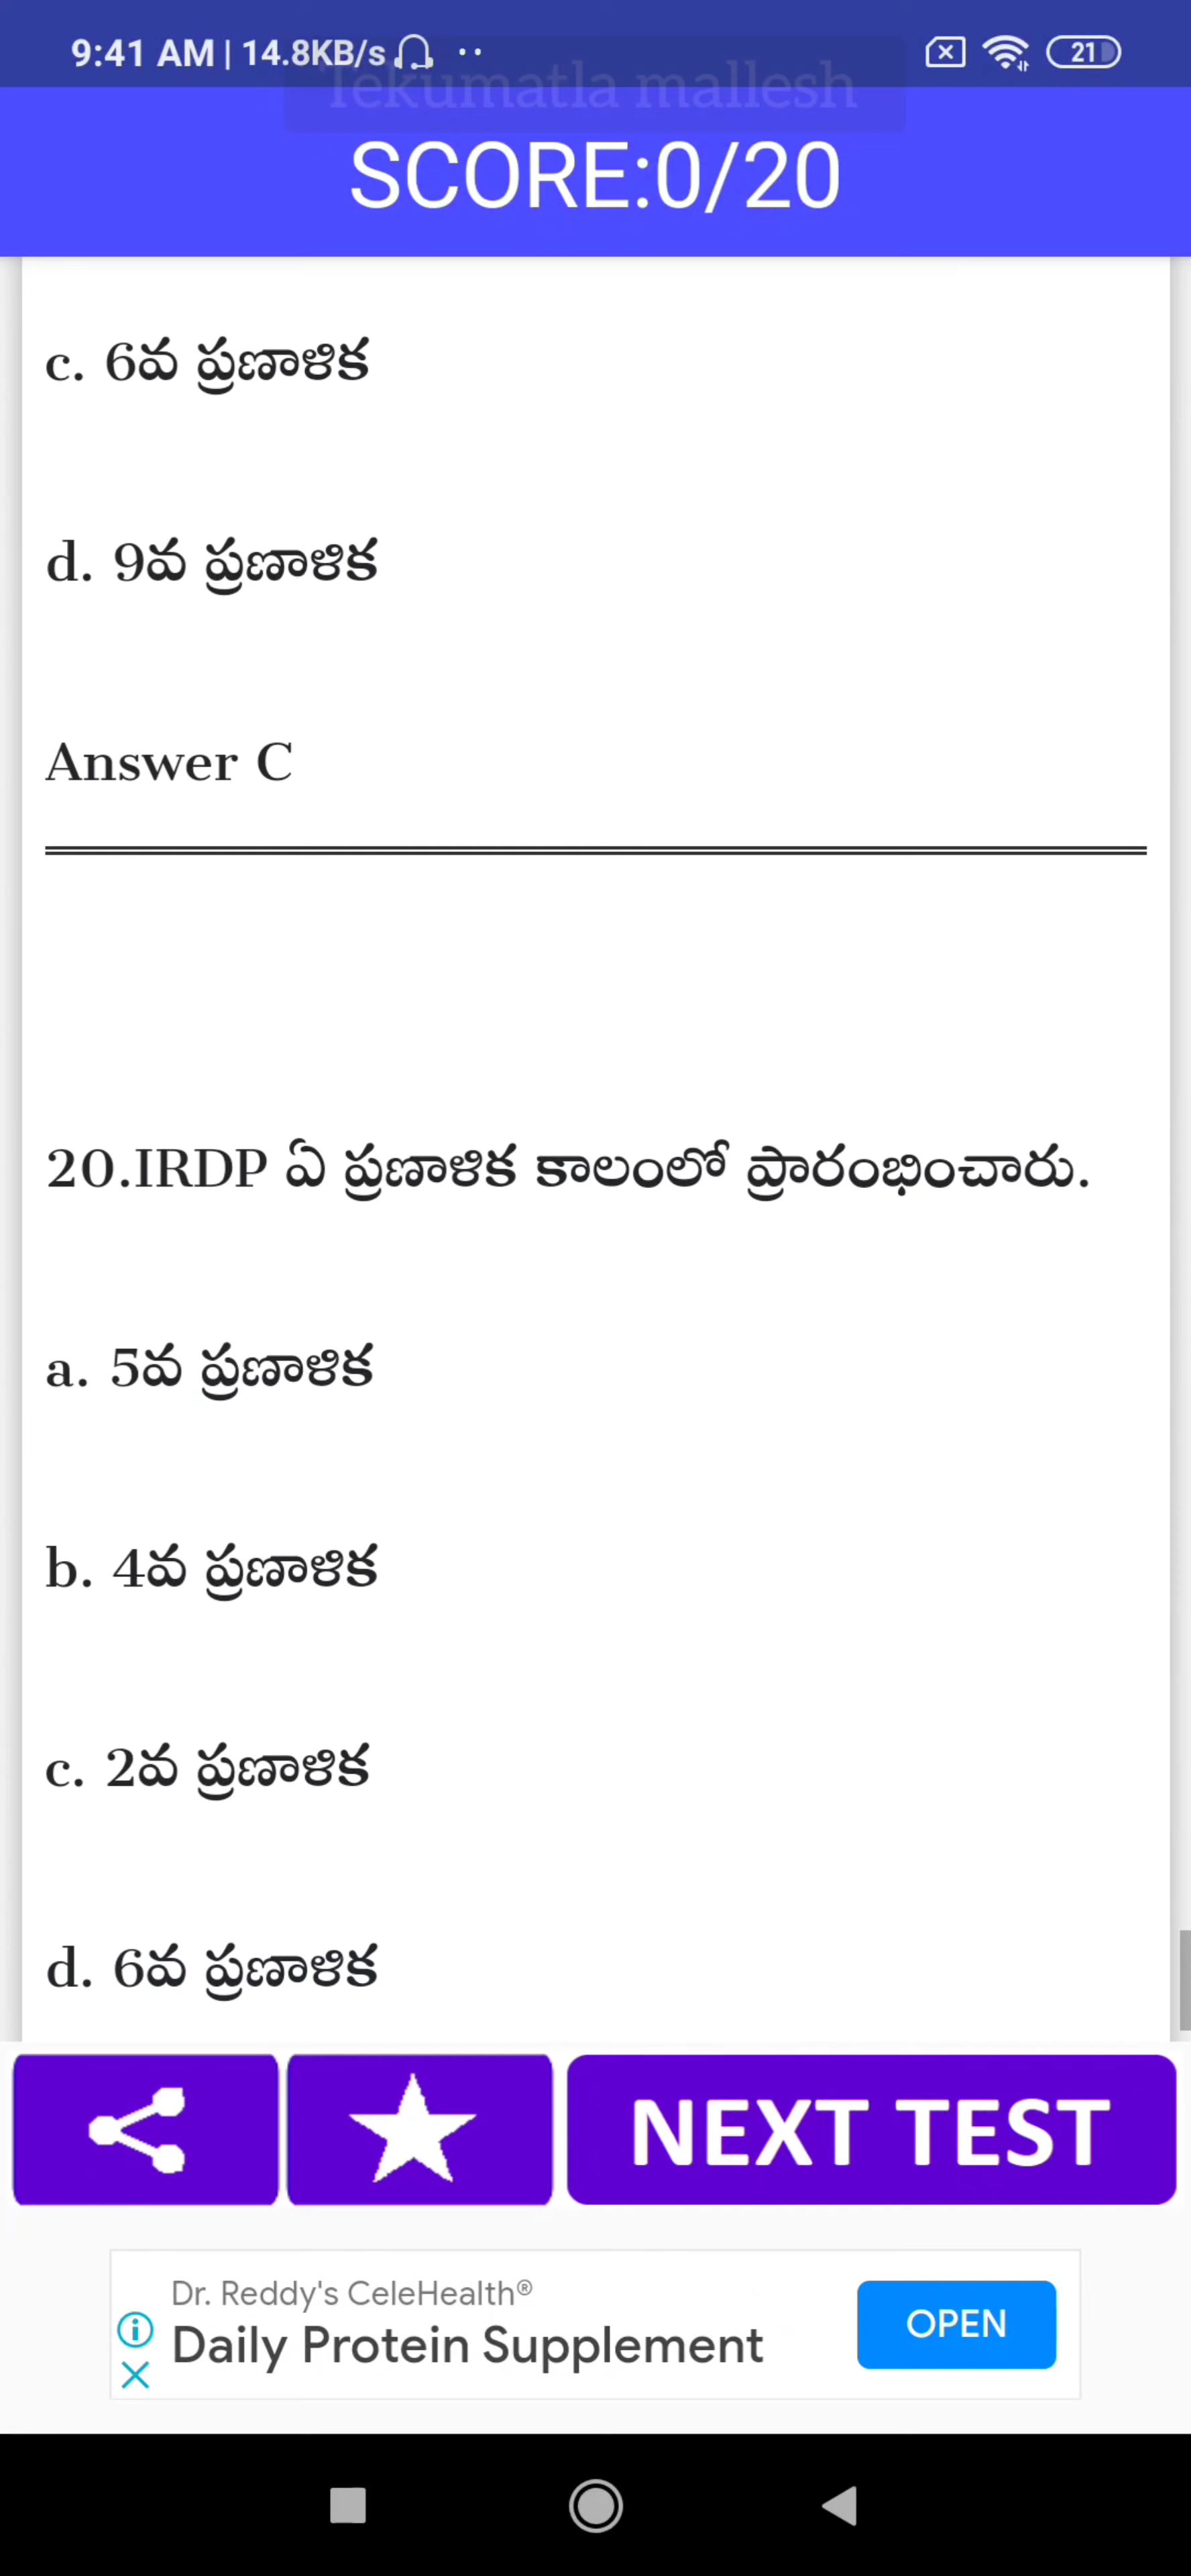 9:41 AM | 14.8KB/s
21
Tekumatla mallesh
SCORE:0/20
c. 6వ ప్రణాళిక
d. 9వ ప్రణాళిక
Answer C
20.IRDP ఏ ప్రణాళిక కాలంలో ప్రారంభించారు.
a. 5వ ప్రణాళిక
b. 4వ ప్రణాళిక
c. 2వ ప్రణాళిక
d. 6వ ప్రణాళిక
NEXT TEST
Dr. Reddy's CeleHealth®
Daily Protein Supplement
OPEN